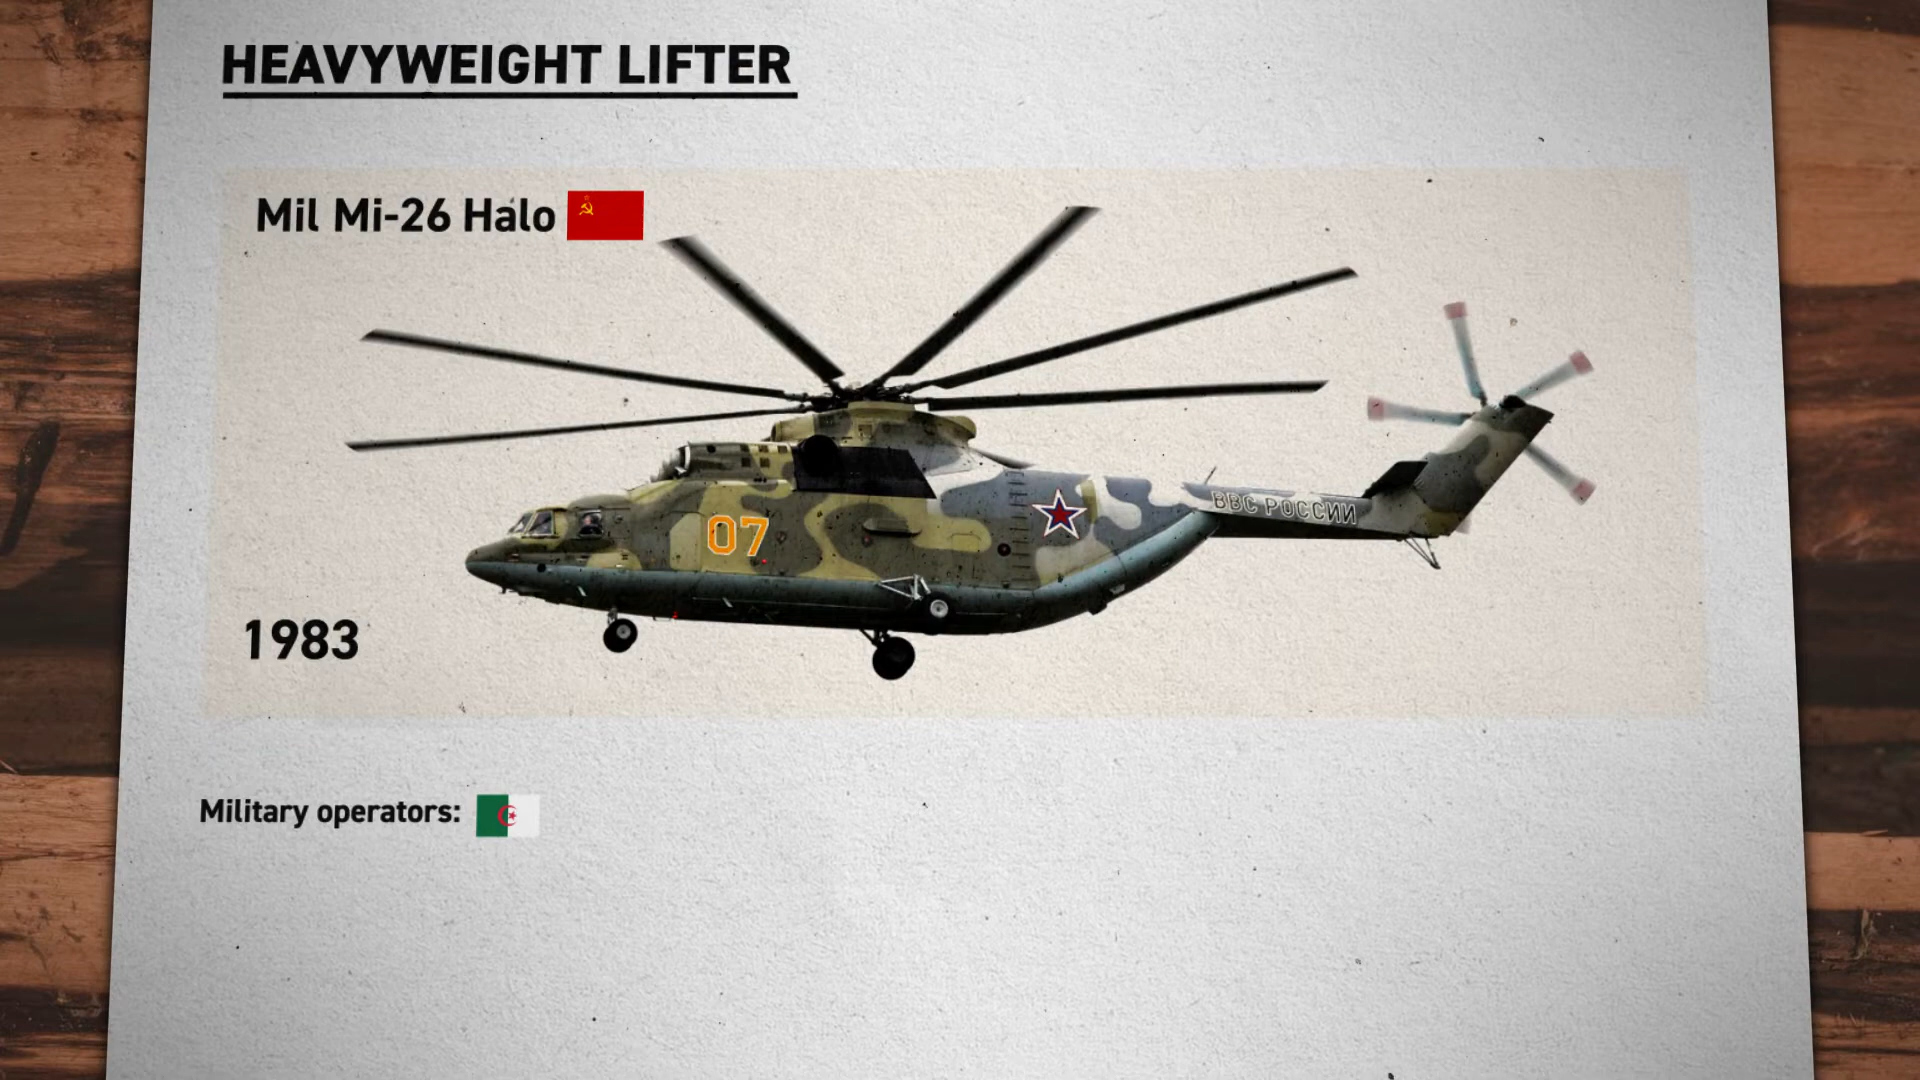 HEAVYWEIGHT LIFTER
Mil Mi-26 Halo
07
ВВС РОССИИ
1983
Military operators: